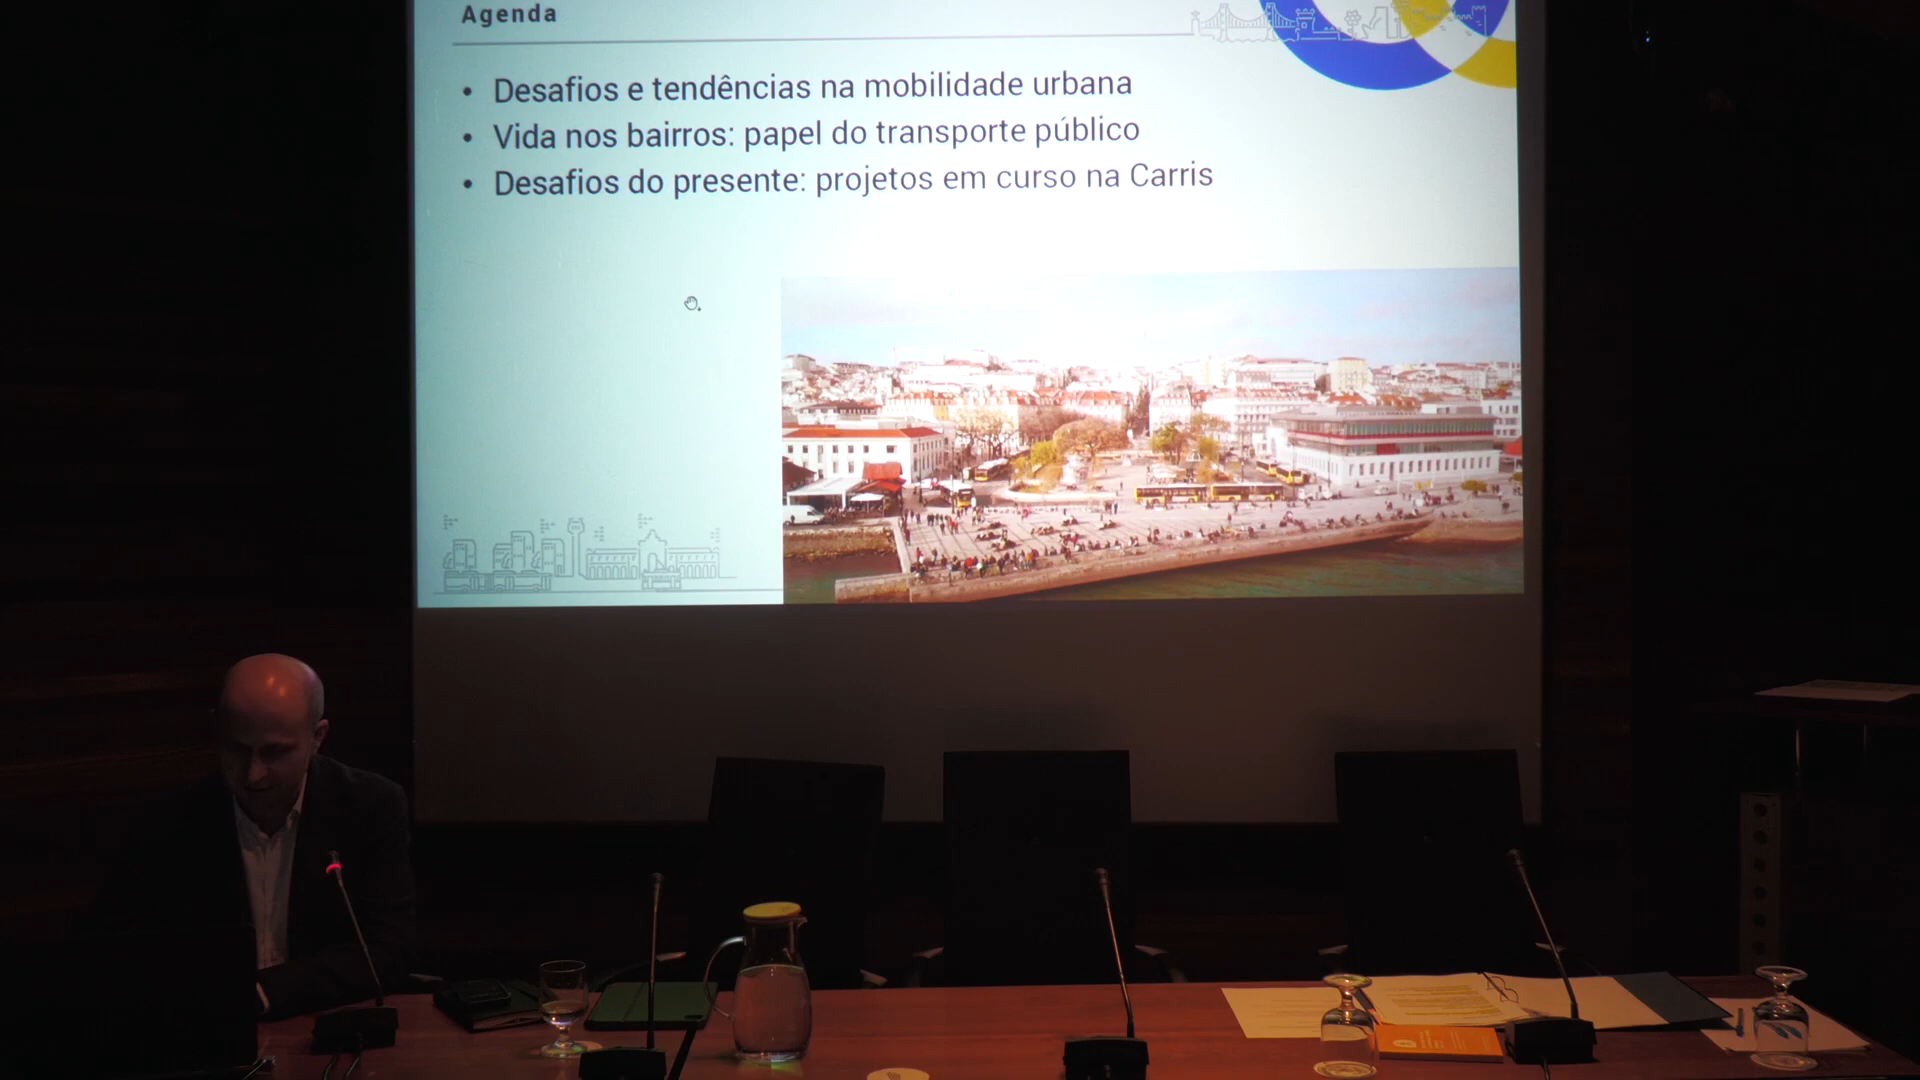 Agenda
• Desafios e tendências na mobilidade urbana
• Vida nos bairros: papel do transporte público
• Desafios do presente: projetos em curso na Carris